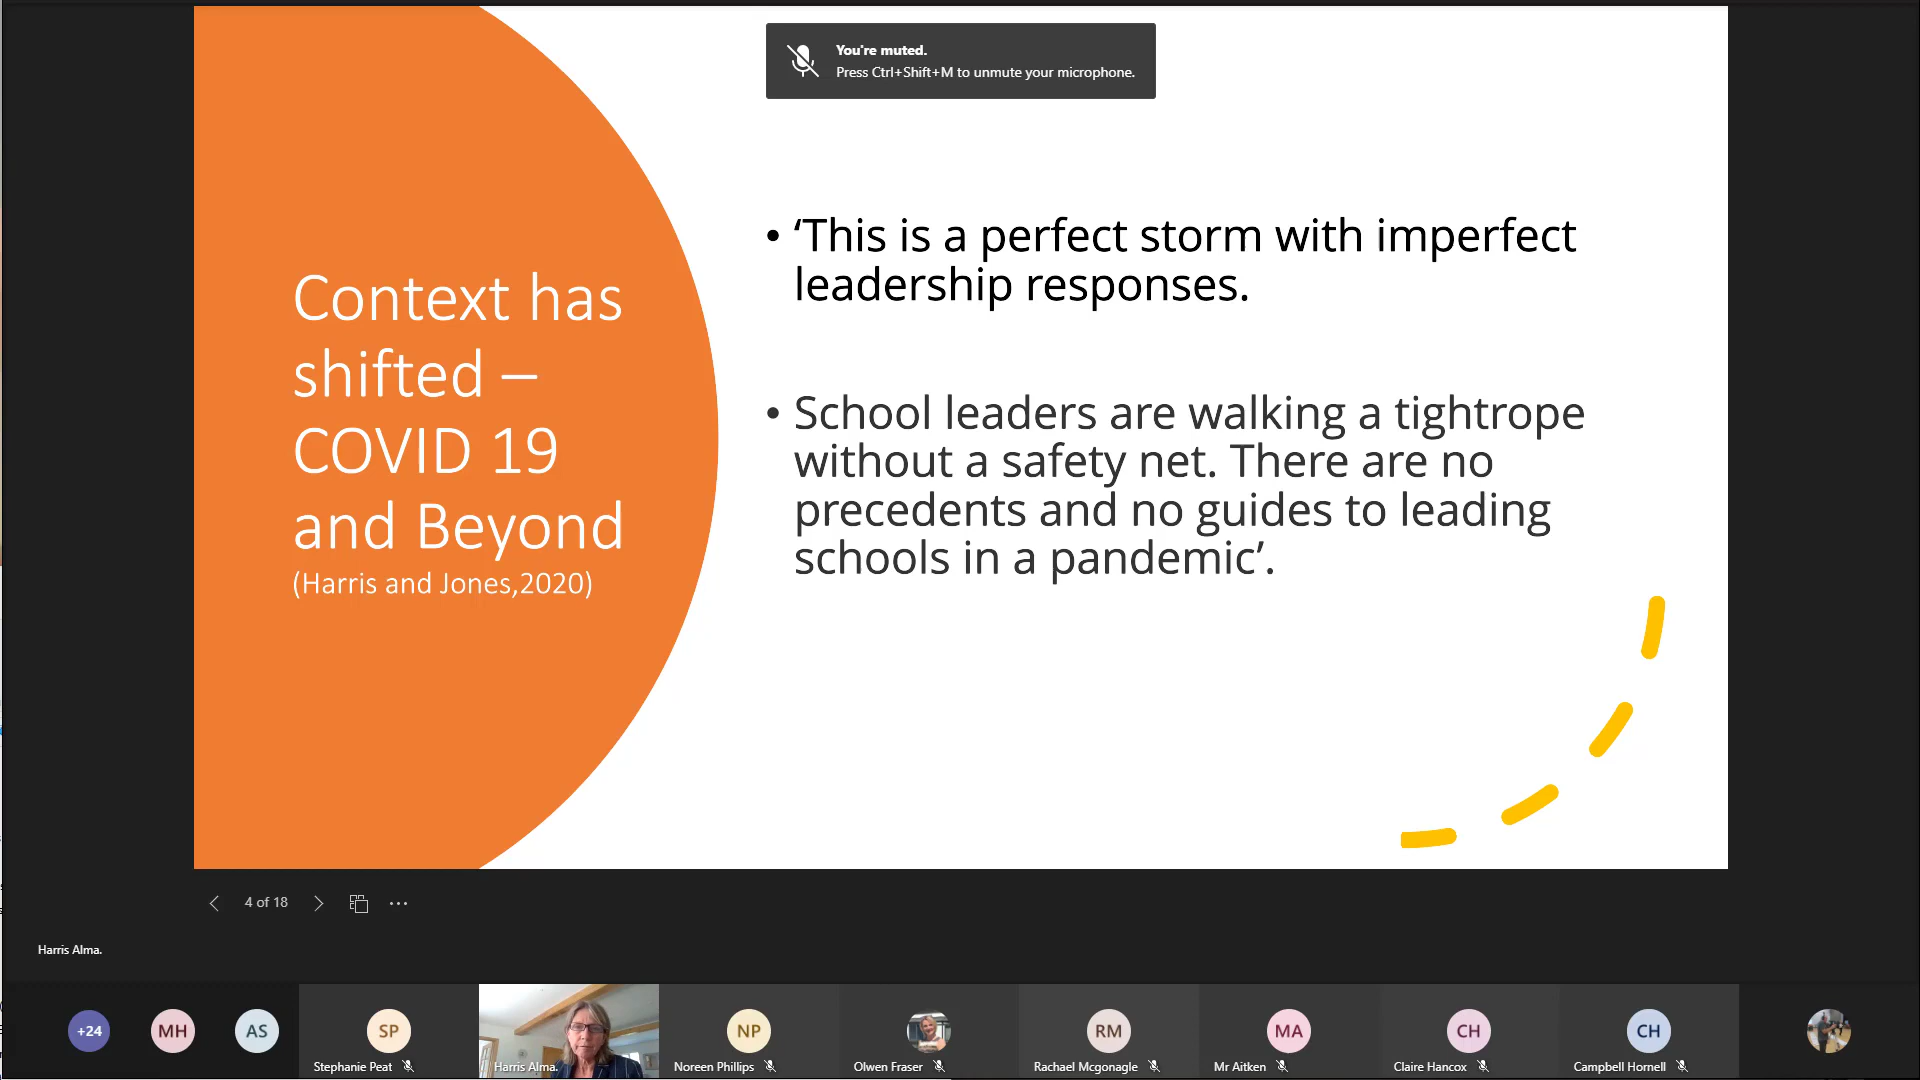 You're muted.
Press Ctrl+Shift+M to unmute your microphone.
Context has
shifted –
COVID 19
and Beyond
(Harris and Jones,2020)
• ‘This is a perfect storm with imperfect
leadership responses.
• School leaders are walking a tightrope
without a safety net. There are no
precedents and no guides to leading
schools in a pandemic’.
4 of 18
Harris Alma.
+24
MH
AS
SP
Stephanie Peat
Harris Alma.
NP
Noreen Phillips
Olwen Fraser
RM
Rachael Mcgonagle
MA
Mr Aitken
CH
Claire Hancox
CH
Campbell Hornell